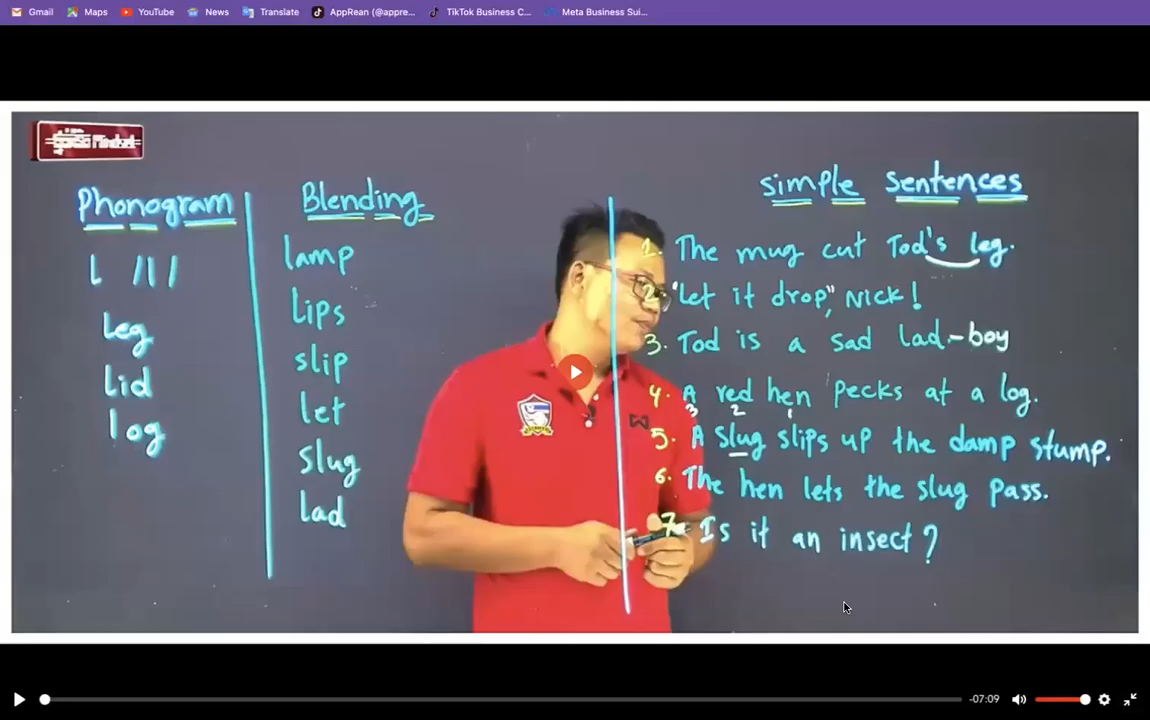 Gmail
Maps
YouTube
News
Translate
AppRean (@appre...
TikTok Business C...
Meta Business Sui...
Phonogram
l /l/
leg
lid
log
Blending
lamp
lips
slip
let
slug
lad
simple sentences
1. The mug cut Tod's leg.
2. "let it drop," Nick!
3. Tod is a sad lad - boy
4. A red hen pecks at a log.
3 2 1
5. A slug slips up the damp stump.
6. The hen lets the slug pass.
7. Is it an insect?
-07:09